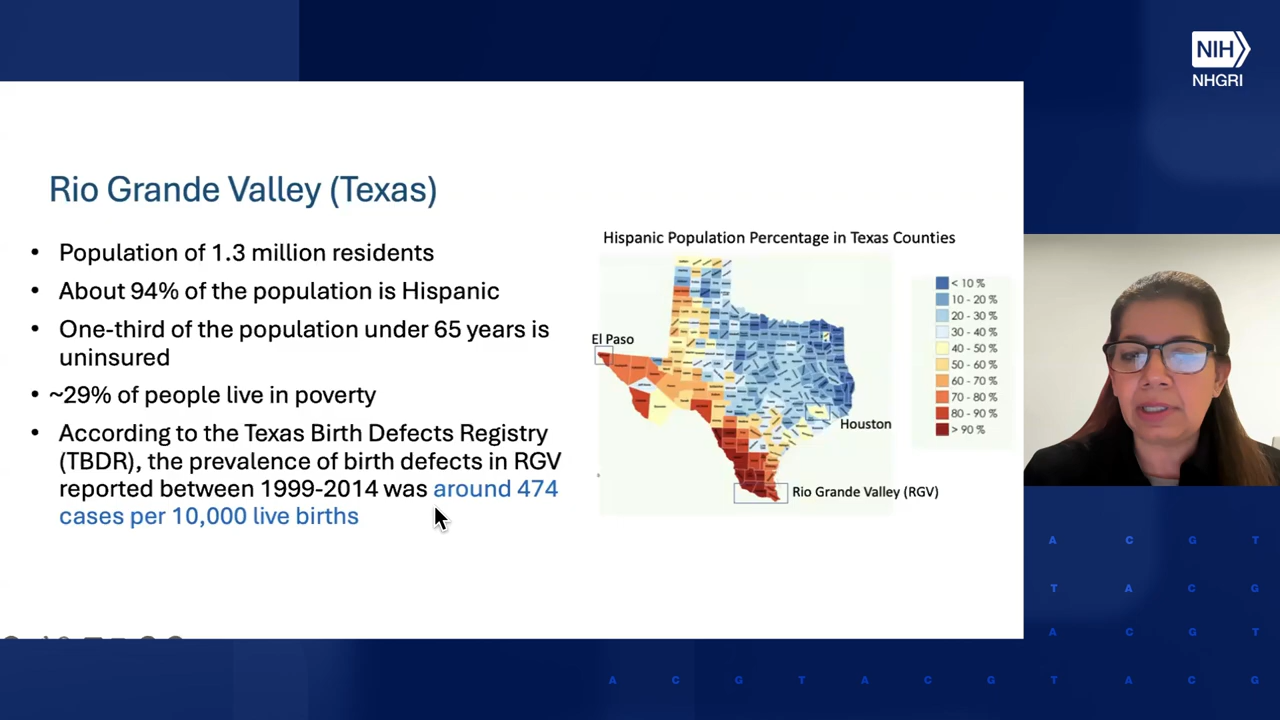 NIH
NHGRI
Rio Grande Valley (Texas)
• Population of 1.3 million residents
• About 94% of the population is Hispanic
• One-third of the population under 65 years is
uninsured
• ~29% of people live in poverty
• According to the Texas Birth Defects Registry
(TBDR), the prevalence of birth defects in RGV
reported between 1999-2014 was around 474
cases per 10,000 live births
Hispanic Population Percentage in Texas Counties
< 10 %
10 - 20 %
20 - 30 %
30 - 40 %
40 - 50 %
50 - 60 %
60 - 70 %
70 - 80 %
80 - 90 %
> 90 %
El Paso
Houston
Rio Grande Valley (RGV)
A C G T
T A C G
A C G T
A C G T A C G T A C G